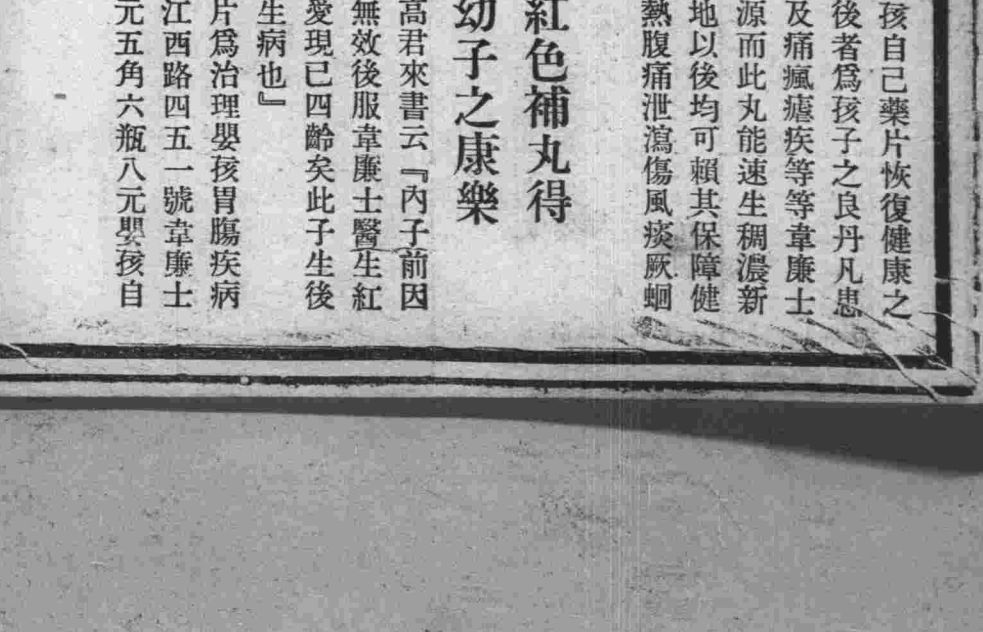 孩自己藥片恢復健康之
後者爲孩子之良丹凡患
及痛瘋瘧疾等等韋廉士
源而此丸能速生稠濃新
地以後均可賴其保障健
熱腹痛泄瀉傷風痰厥蛔
紅色補丸得
幼子之康樂
高君來書云『內子前因
無效後服韋廉士醫生紅
愛現已四齡矣此子生後
生病也』
片爲治理嬰孩胃腸疾病
江西路四五一號韋廉士
元五角六瓶八元嬰孩自